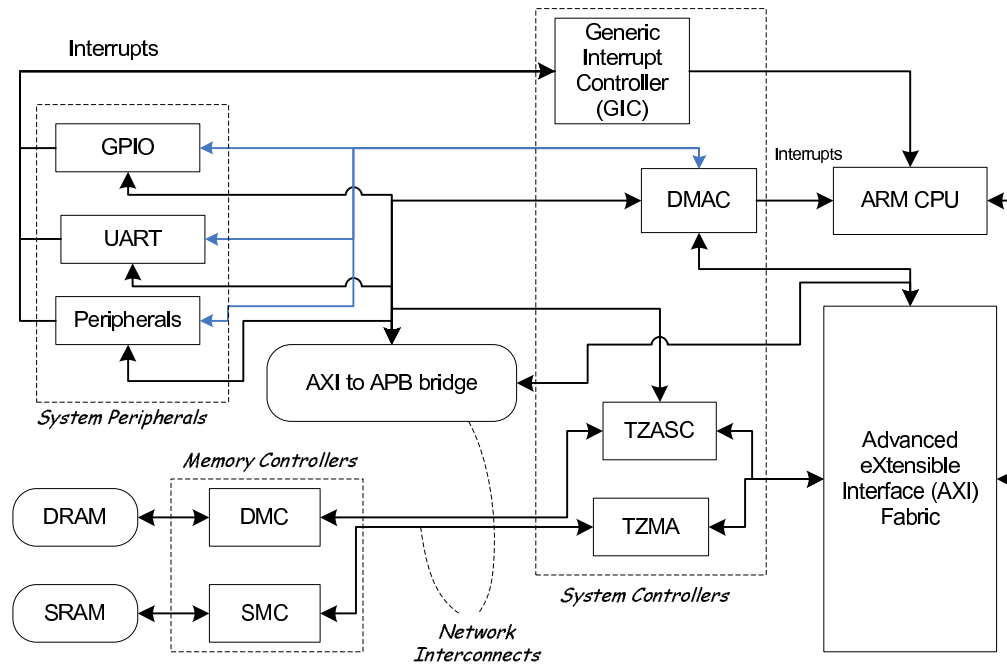 Interrupts
Generic
Interrupt
Controller
(GIC)
GPIO
Interrupts
DMAC
ARM CPU
UART
Peripherals
AXI to APB bridge
System Peripherals
TZASC
Advanced
eXtensible
Interface (AXI)
Fabric
Memory Controllers
DRAM
DMC
TZMA
SRAM
SMC
System Controllers
Network
Interconnects